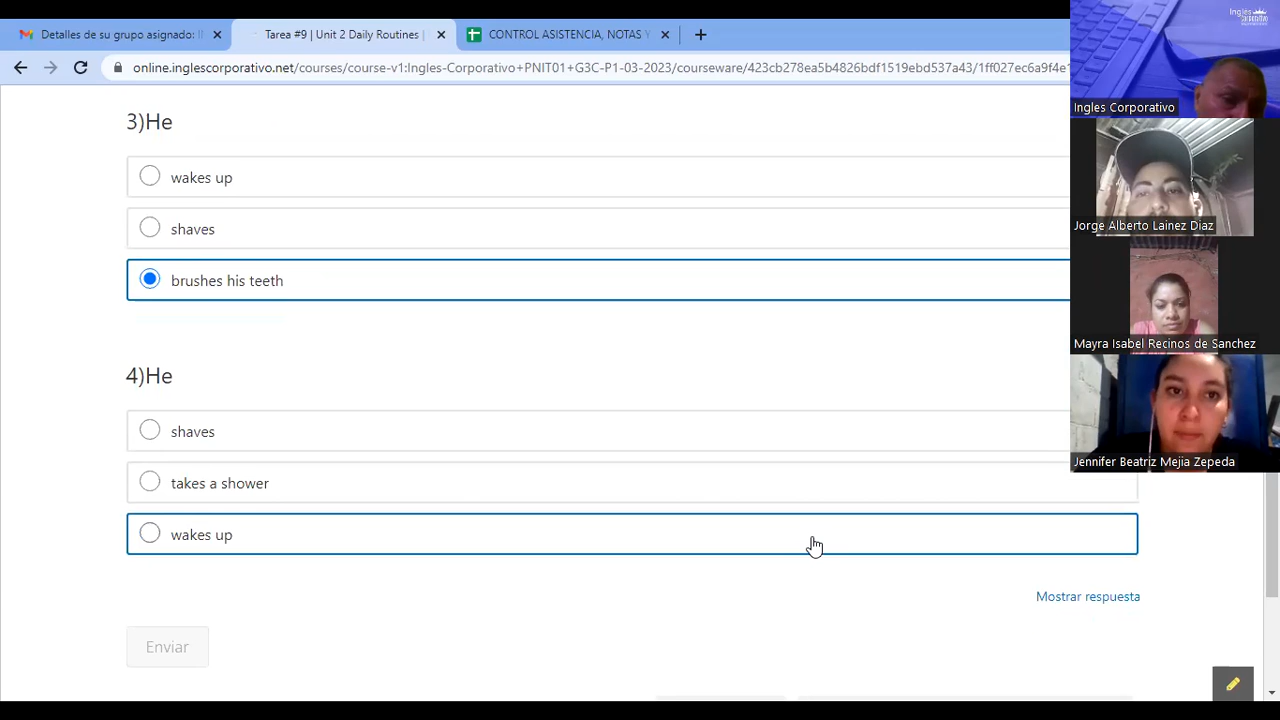 Detalles de su grupo asignado: I
Tarea #9 | Unit 2 Daily Routines |
CONTROL ASISTENCIA, NOTAS Y
online.inglescorporativo.net/courses/course-v1:Ingles-Corporativo+PNIT01+G3C-P1-03-2023/courseware/423cb278ea5b4826bdf1519ebd537a43/1ff027ec6a9f4e1
3)He
wakes up
shaves
brushes his teeth
4)He
shaves
takes a shower
wakes up
Mostrar respuesta
Enviar
Ingles
Corporativo
Ingles Corporativo
Jorge Alberto Lainez Diaz
Mayra Isabel Recinos de Sanchez
Jennifer Beatriz Mejia Zepeda